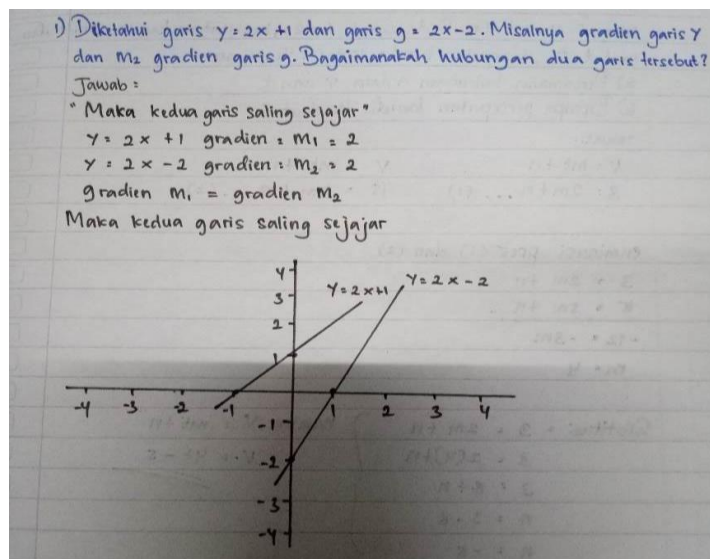 1) Diketahui garis y = 2x +1 dan garis g = 2x-2. Misalnya gradien garis y
dan M2 gradien garis g. Bagaimanakah hubungan dua garis tersebut?
Jawab :
" Maka kedua garis saling sejajar "
y = 2x +1 gradien = M1 = 2
y = 2x - 2 gradien : M2 = 2
gradien M1 = gradien M2
Maka kedua garis saling sejajar
4
3
2
1
y = 2x+1
y = 2x - 2
-4 -3 -2 -1 1 2 3 4
-1
-2
-3
-4